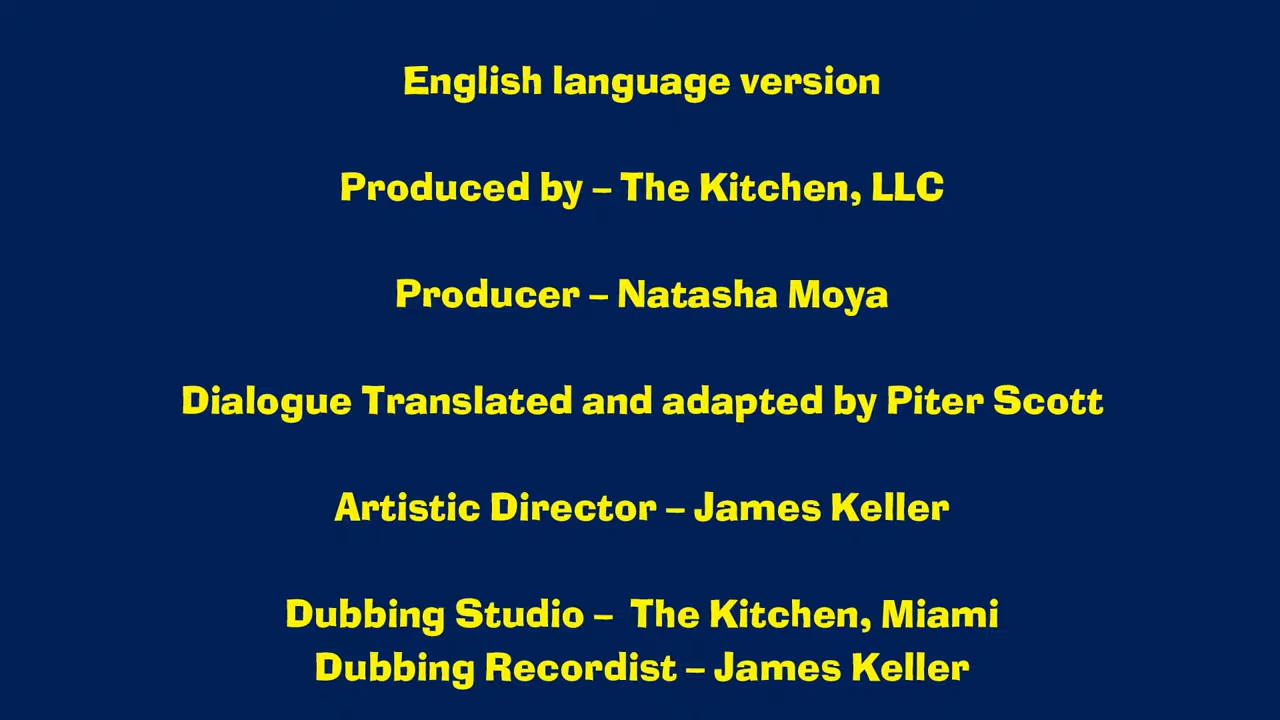 English language version
Produced by – The Kitchen, LLC
Producer – Natasha Moya
Dialogue Translated and adapted by Piter Scott
Artistic Director – James Keller
Dubbing Studio –  The Kitchen, Miami
Dubbing Recordist – James Keller